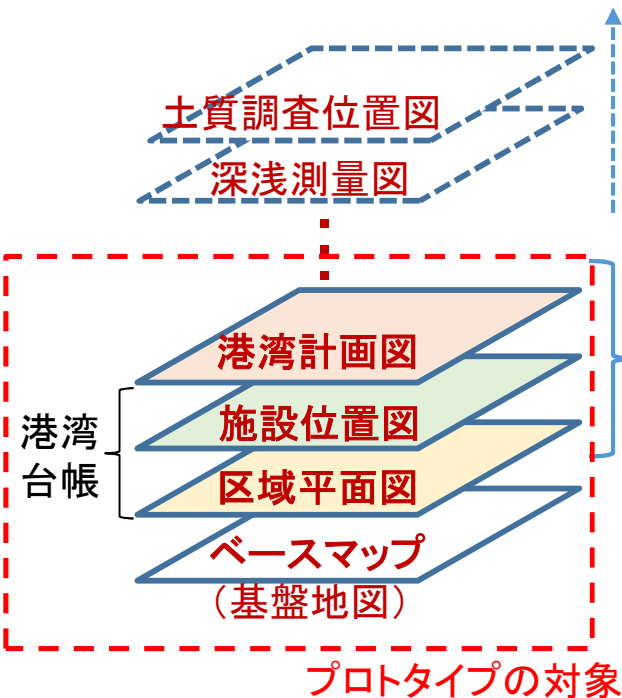 土質調査位置図
深浅測量図
港湾計画図
施設位置図
港湾
台帳
区域平面図
ベースマップ
（基盤地図）
プロトタイプの対象